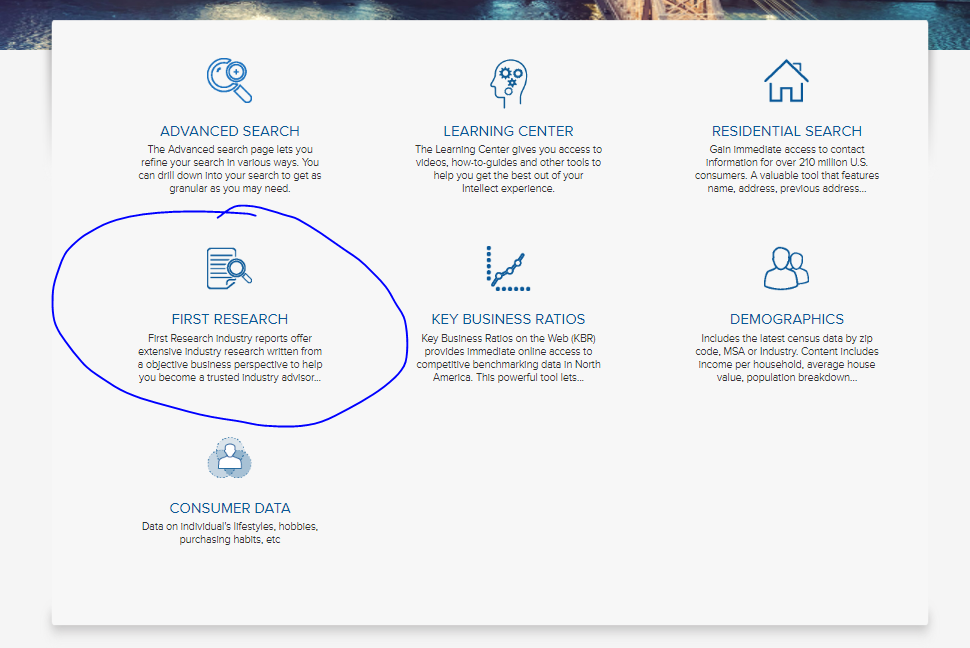 ADVANCED SEARCH
The Advanced search page lets you
refine your search in various ways. You
can drill down into your search to get as
granular as you may need.
LEARNING CENTER
The Learning Center gives you access to
videos, how-to-guides and other tools to
help you get the best out of your
Intellect experience.
RESIDENTIAL SEARCH
Gain immediate access to contact
information for over 210 million U.S.
consumers. A valuable tool that features
name, address, previous address...
FIRST RESEARCH
First Research industry reports offer
extensive industry research written from
a objective business perspective to help
you become a trusted industry advisor...
KEY BUSINESS RATIOS
Key Business Ratios on the Web (KBR)
provides immediate online access to
competitive benchmarking data in North
America. This powerful tool lets...
DEMOGRAPHICS
Includes the latest census data by zip
code, MSA or Industry. Content includes
income per household, average house
value, population breakdown...
CONSUMER DATA
Data on individual's lifestyles, hobbies,
purchasing habits, etc